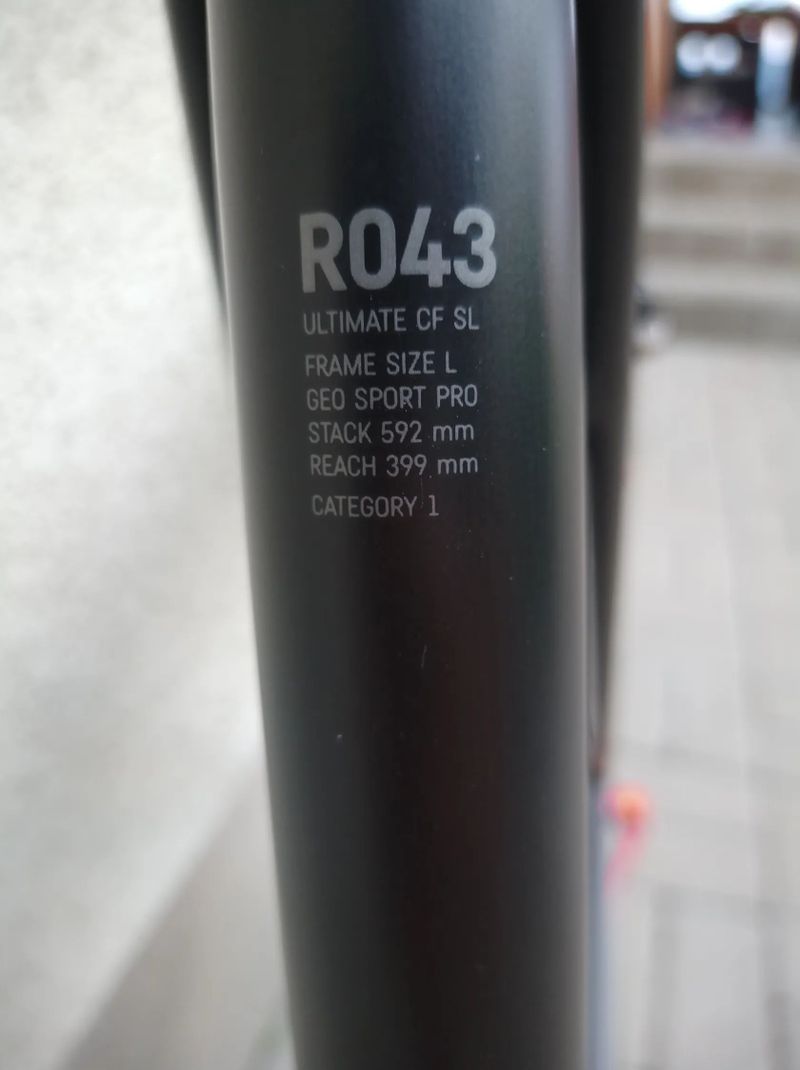 R043
ULTIMATE CF SL
FRAME SIZE L
GEO SPORT PRO
STACK 592 mm
REACH 399 mm
CATEGORY 1